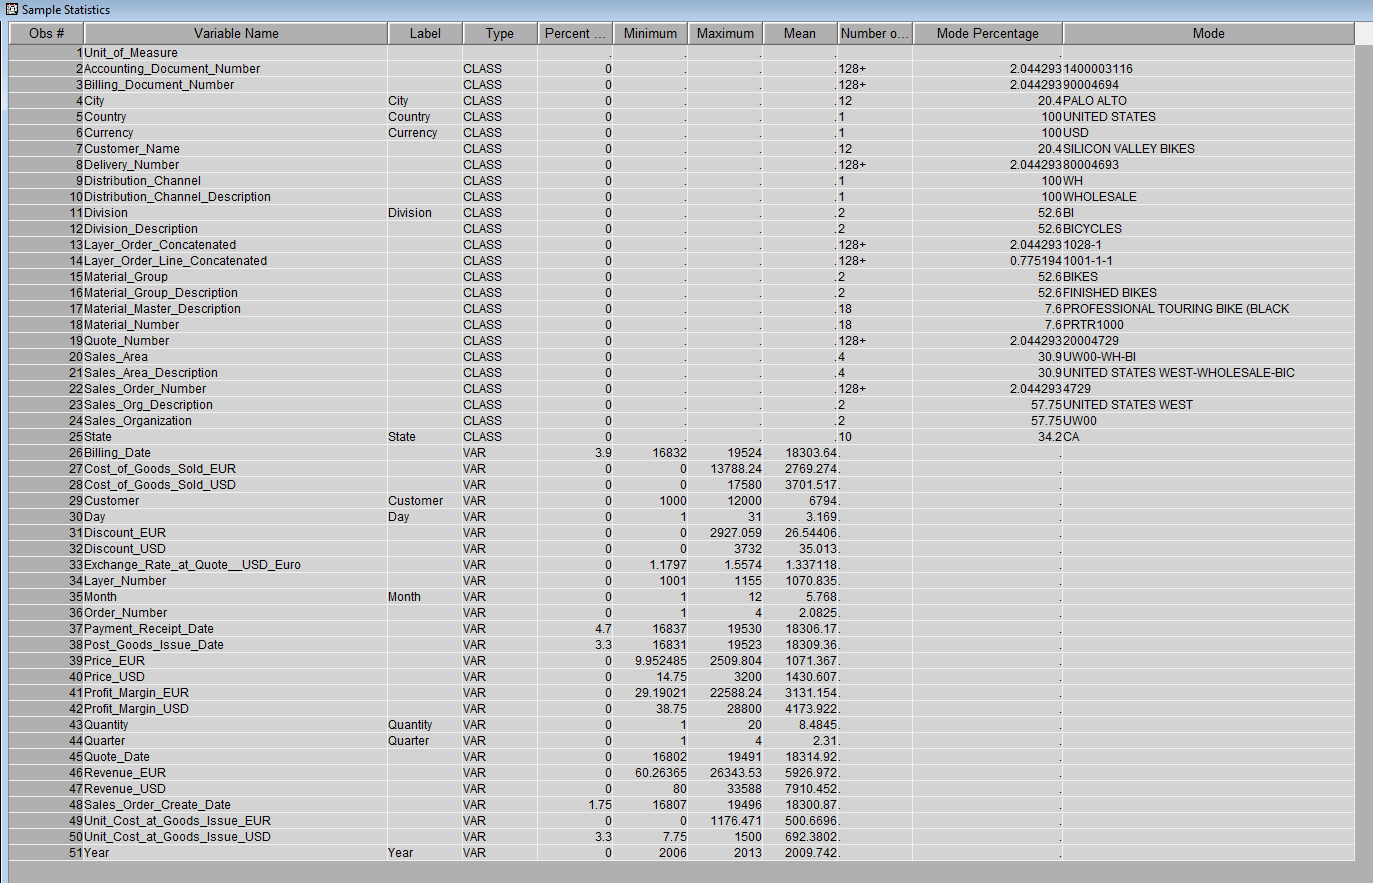 Sample Statistics
Obs # Variable Name Label Type Percent ... Minimum Maximum Mean Number o... Mode Percentage Mode
1 Unit_of_Measure . . . . .
2 Accounting_Document_Number CLASS 0 . . . 128+ 2.044293 1400003116
3 Billing_Document_Number CLASS 0 . . . 128+ 2.044293 90004694
4 City City CLASS 0 . . . 12 20.4 PALO ALTO
5 Country Country CLASS 0 . . . 1 100 UNITED STATES
6 Currency Currency CLASS 0 . . . 1 100 USD
7 Customer_Name CLASS 0 . . . 12 20.4 SILICON VALLEY BIKES
8 Delivery_Number CLASS 0 . . . 128+ 2.044293 80004693
9 Distribution_Channel CLASS 0 . . . 1 100 WH
10 Distribution_Channel_Description CLASS 0 . . . 1 100 WHOLESALE
11 Division Division CLASS 0 . . . 2 52.6 BI
12 Division_Description CLASS 0 . . . 2 52.6 BICYCLES
13 Layer_Order_Concatenated CLASS 0 . . . 128+ 2.044293 1028-1
14 Layer_Order_Line_Concatenated CLASS 0 . . . 128+ 0.775194 1001-1-1
15 Material_Group CLASS 0 . . . 2 52.6 BIKES
16 Material_Group_Description CLASS 0 . . . 2 52.6 FINISHED BIKES
17 Material_Master_Description CLASS 0 . . . 18 7.6 PROFESSIONAL TOURING BIKE (BLACK
18 Material_Number CLASS 0 . . . 18 7.6 PRTR1000
19 Quote_Number CLASS 0 . . . 128+ 2.044293 20004729
20 Sales_Area CLASS 0 . . . 4 30.9 UW00-WH-BI
21 Sales_Area_Description CLASS 0 . . . 4 30.9 UNITED STATES WEST-WHOLESALE-BIC
22 Sales_Order_Number CLASS 0 . . . 128+ 2.044293 4729
23 Sales_Org_Description CLASS 0 . . . 2 57.75 UNITED STATES WEST
24 Sales_Organization CLASS 0 . . . 2 57.75 UW00
25 State State CLASS 0 . . . 10 34.2 CA
26 Billing_Date VAR 3.9 16832 19524 18303.64 . .
27 Cost_of_Goods_Sold_EUR VAR 0 0 13788.24 2769.274 . .
28 Cost_of_Goods_Sold_USD VAR 0 0 17580 3701.517 . .
29 Customer Customer VAR 0 1000 12000 6794 . .
30 Day Day VAR 0 1 31 3.169 . .
31 Discount_EUR VAR 0 0 2927.059 26.54406 . .
32 Discount_USD VAR 0 0 3732 35.013 . .
33 Exchange_Rate_at_Quote__USD_Euro VAR 0 1.1797 1.5574 1.337118 . .
34 Layer_Number VAR 0 1001 1155 1070.835 . .
35 Month Month VAR 0 1 12 5.768 . .
36 Order_Number VAR 0 1 4 2.0825 . .
37 Payment_Receipt_Date VAR 4.7 16837 19530 18306.17 . .
38 Post_Goods_Issue_Date VAR 3.3 16831 19523 18309.36 . .
39 Price_EUR VAR 0 9.952485 2509.804 1071.367 . .
40 Price_USD VAR 0 14.75 3200 1430.607 . .
41 Profit_Margin_EUR VAR 0 29.19021 22588.24 3131.154 . .
42 Profit_Margin_USD VAR 0 38.75 28800 4173.922 . .
43 Quantity Quantity VAR 0 1 20 8.4845 . .
44 Quarter Quarter VAR 0 1 4 2.31 . .
45 Quote_Date VAR 0 16802 19491 18314.92 . .
46 Revenue_EUR VAR 0 60.26365 26343.53 5926.972 . .
47 Revenue_USD VAR 0 80 33588 7910.452 . .
48 Sales_Order_Create_Date VAR 1.75 16807 19496 18300.87 . .
49 Unit_Cost_at_Goods_Issue_EUR VAR 0 0 1176.471 500.6696 . .
50 Unit_Cost_at_Goods_Issue_USD VAR 3.3 7.75 1500 692.3802 . .
51 Year Year VAR 0 2006 2013 2009.742 . .